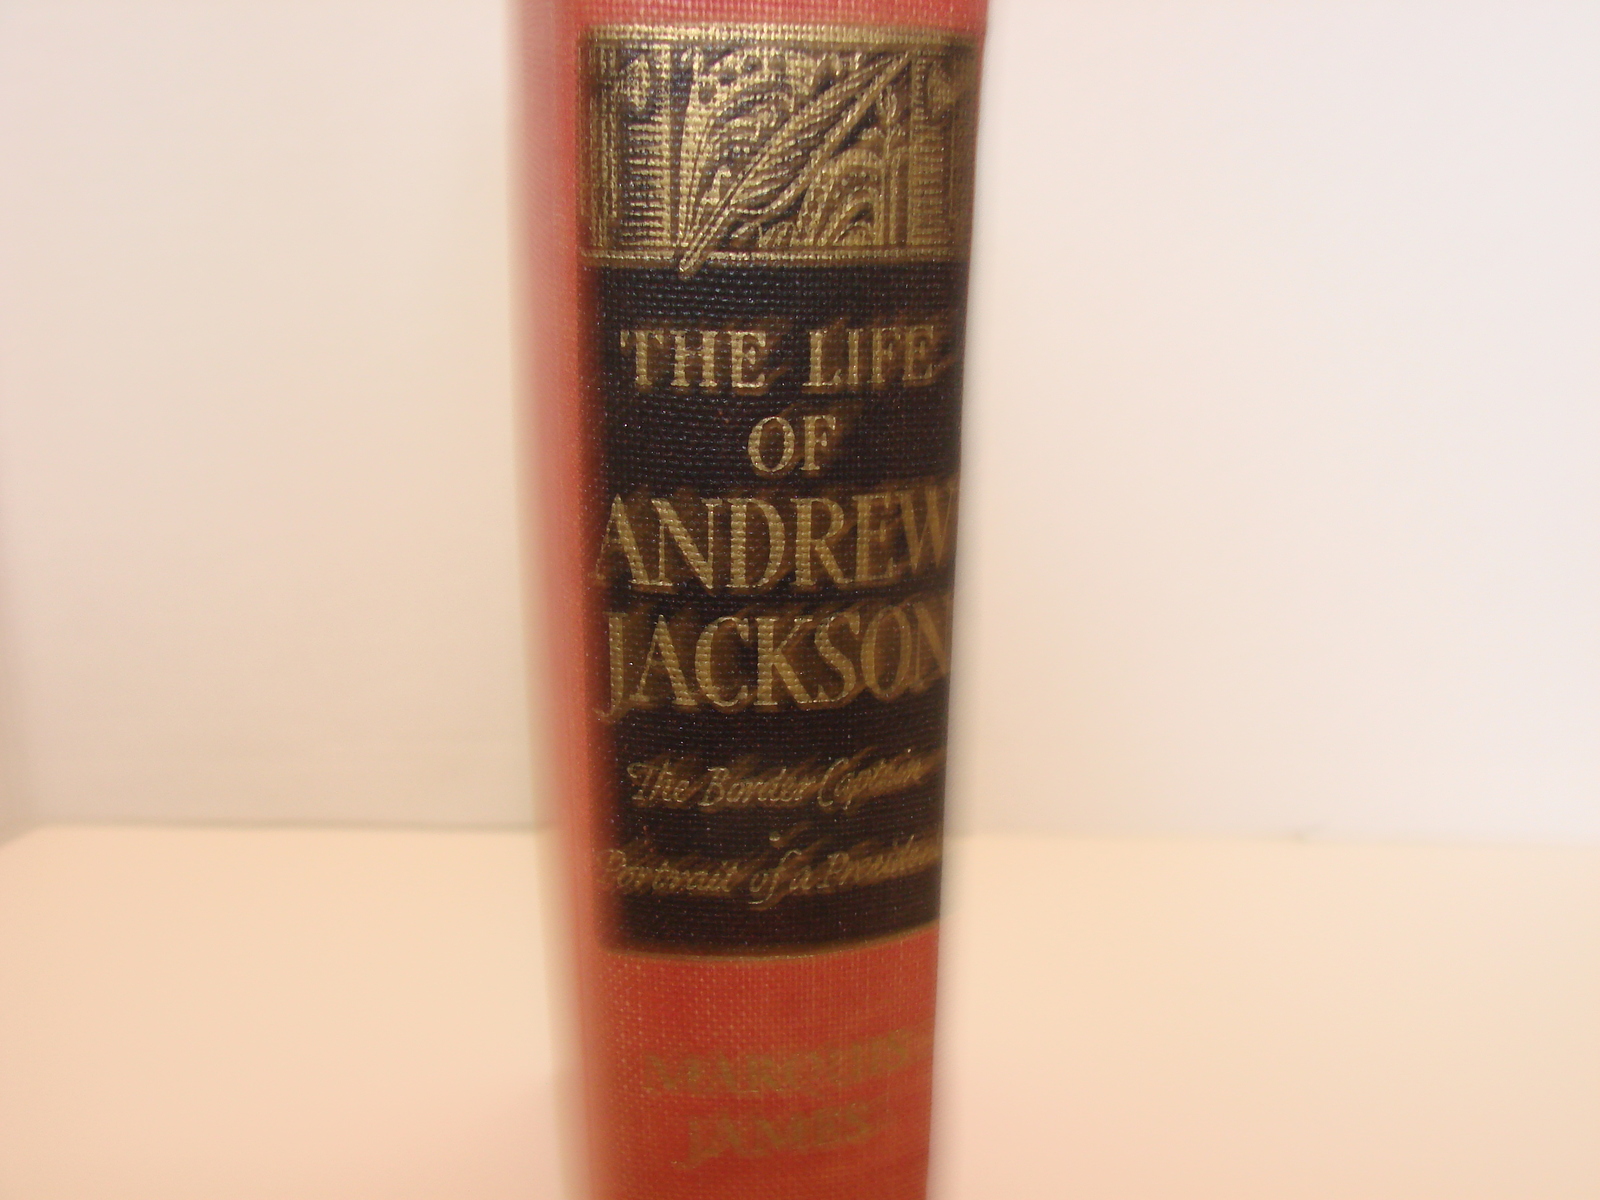 THE LIFE
OF
ANDREW
JACKSON
The Border Captain
Portrait of a President
MARQUIS
JAMES